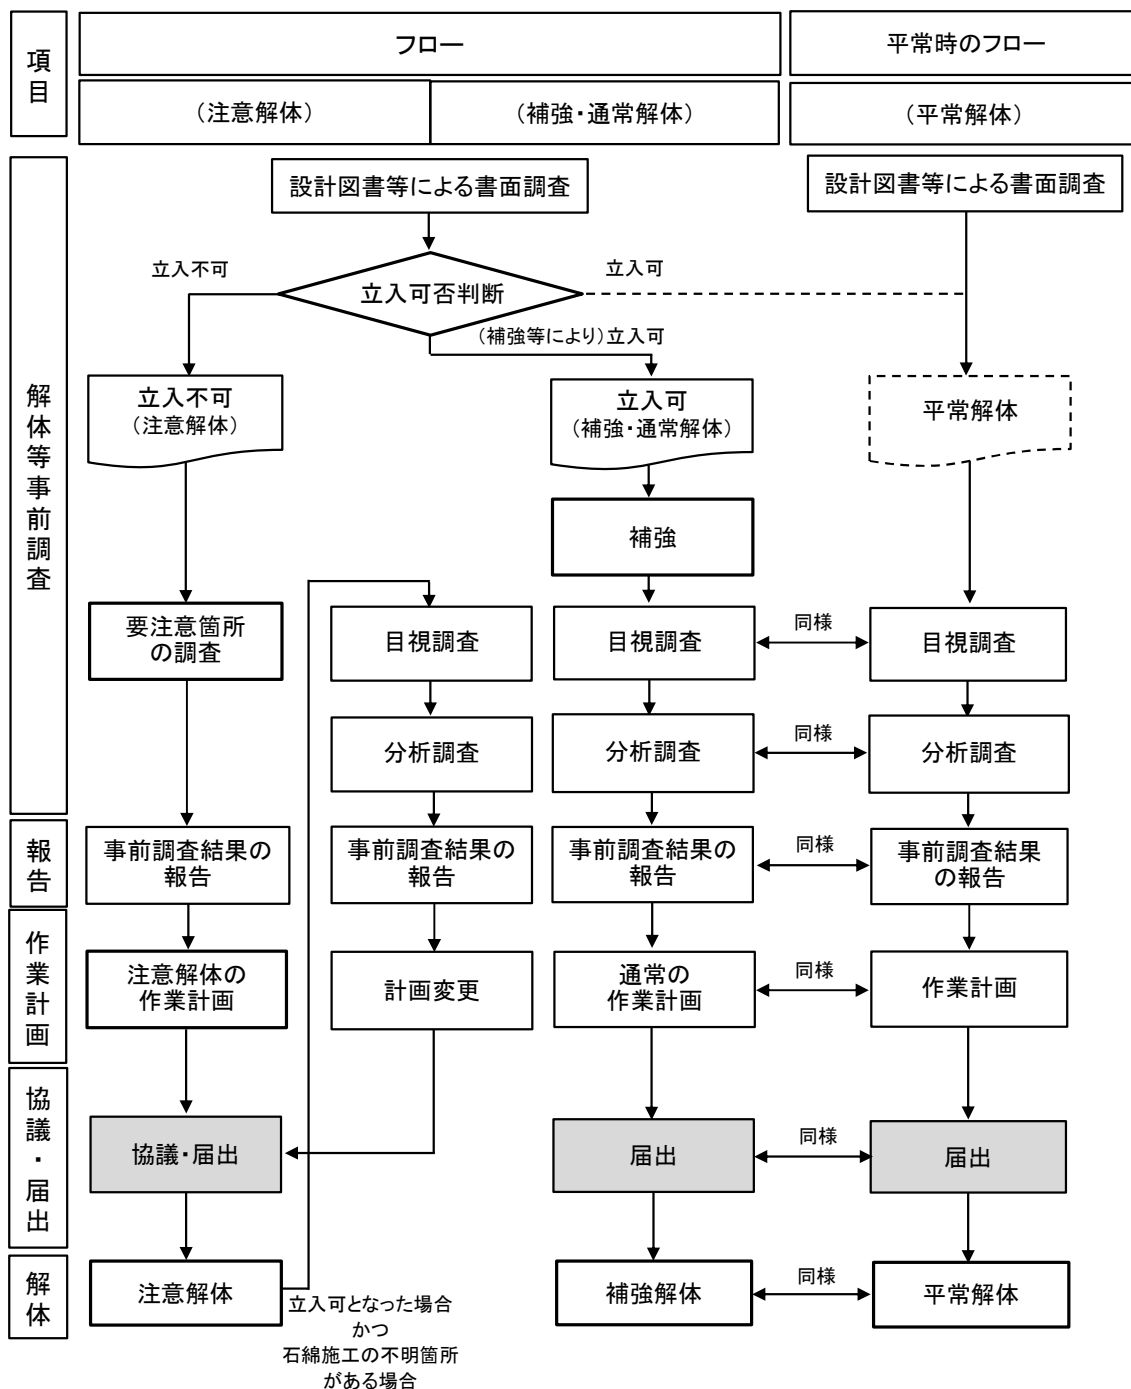 項目
フロー
平常時のフロー
(注意解体)
(補強・通常解体)
(平常解体)
解体等事前調査
設計図書等による書面調査
設計図書等による書面調査
立入不可
立入可否判断
立入可
(補強等により)立入可
立入不可
(注意解体)
立入可
(補強・通常解体)
平常解体
補強
要注意箇所
の調査
目視調査
目視調査
同様
目視調査
分析調査
分析調査
同様
分析調査
報告
事前調査結果の
報告
事前調査結果の
報告
事前調査結果の
報告
同様
事前調査結果
の報告
作業計画
注意解体の
作業計画
計画変更
通常の
作業計画
同様
作業計画
協議・届出
協議・届出
届出
同様
届出
解体
注意解体
補強解体
同様
平常解体
立入可となった場合
かつ
石綿施工の不明箇所
がある場合